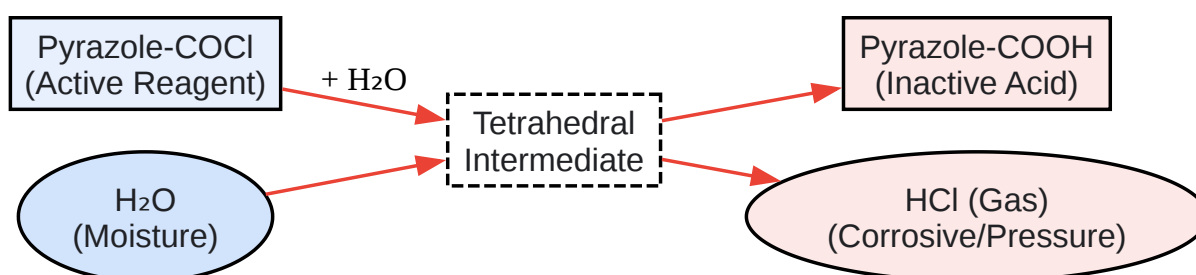 Pyrazole-COCl
(Active Reagent)
+ H₂O
Pyrazole-COOH
(Inactive Acid)
Tetrahedral
Intermediate
H₂O
(Moisture)
HCl (Gas)
(Corrosive/Pressure)